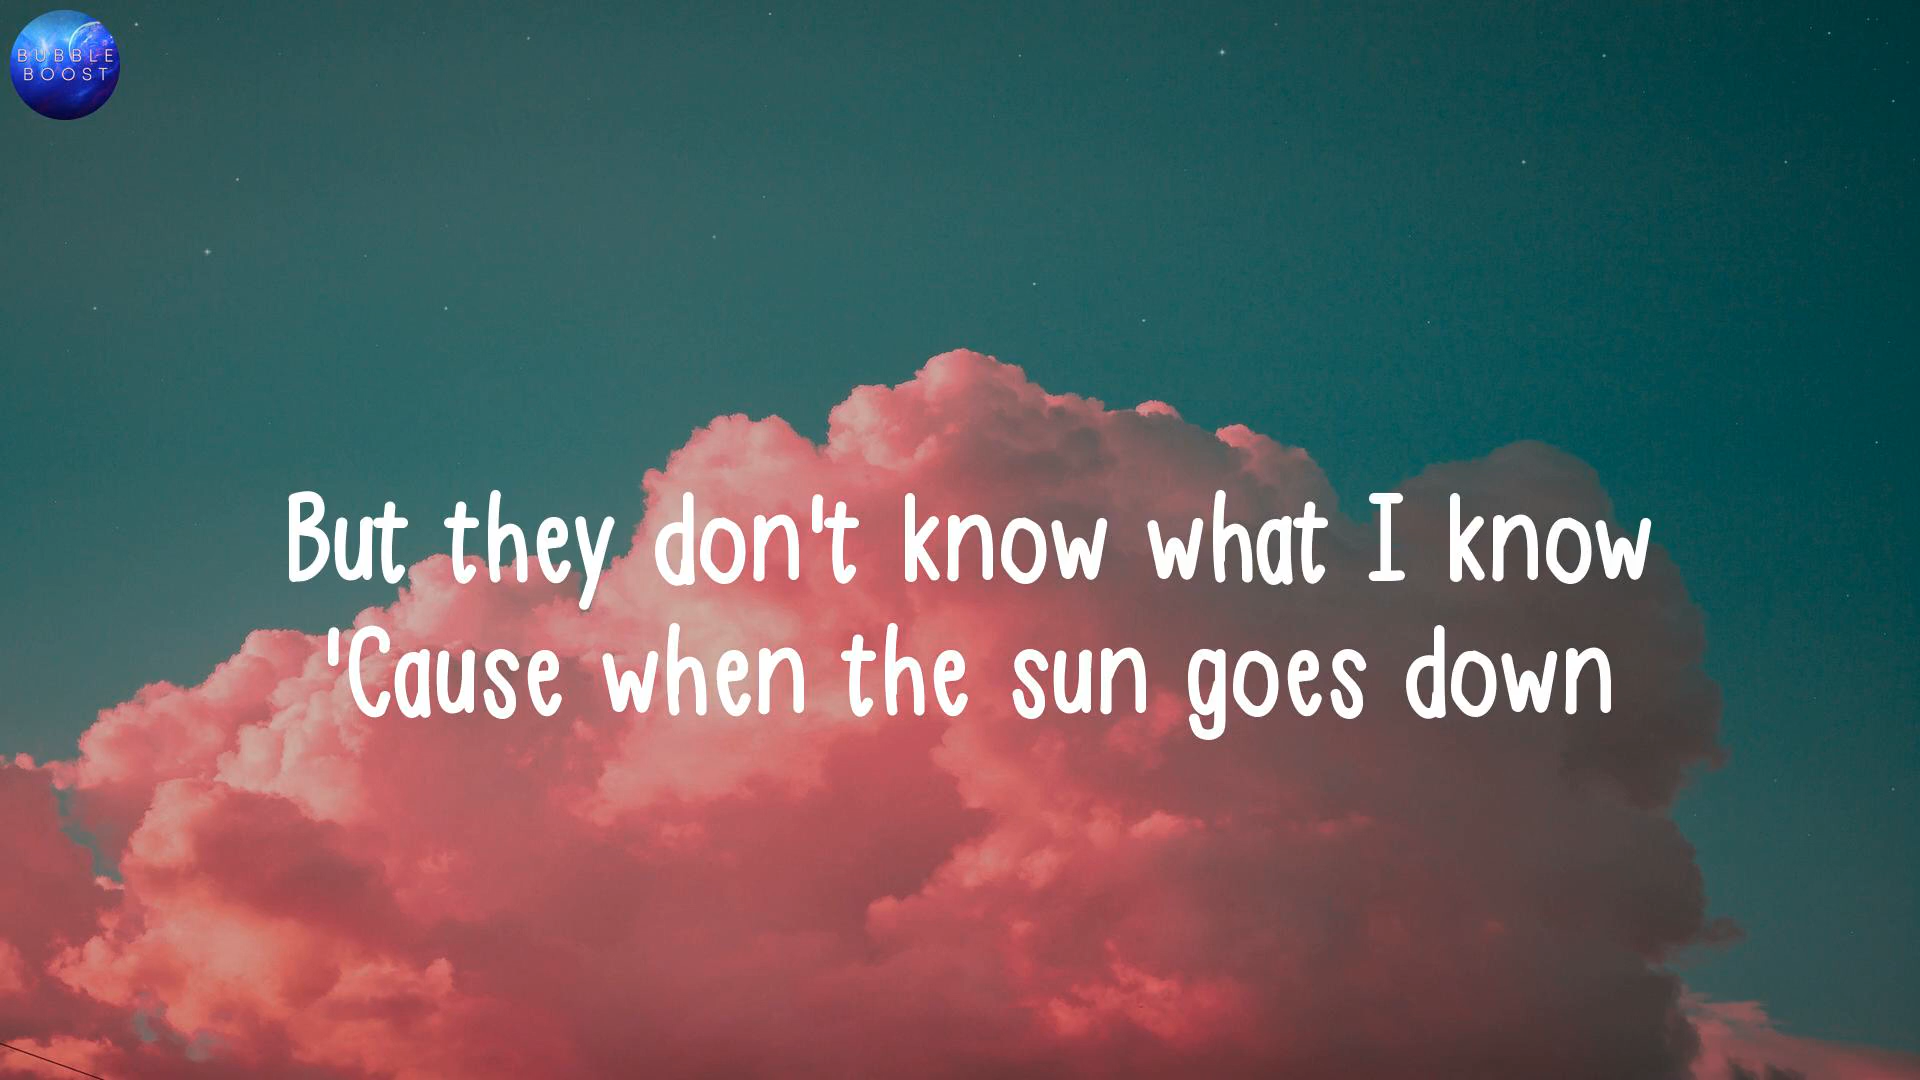 BUBBLE
BOOST
But they don't know what I know
'Cause when the sun goes down